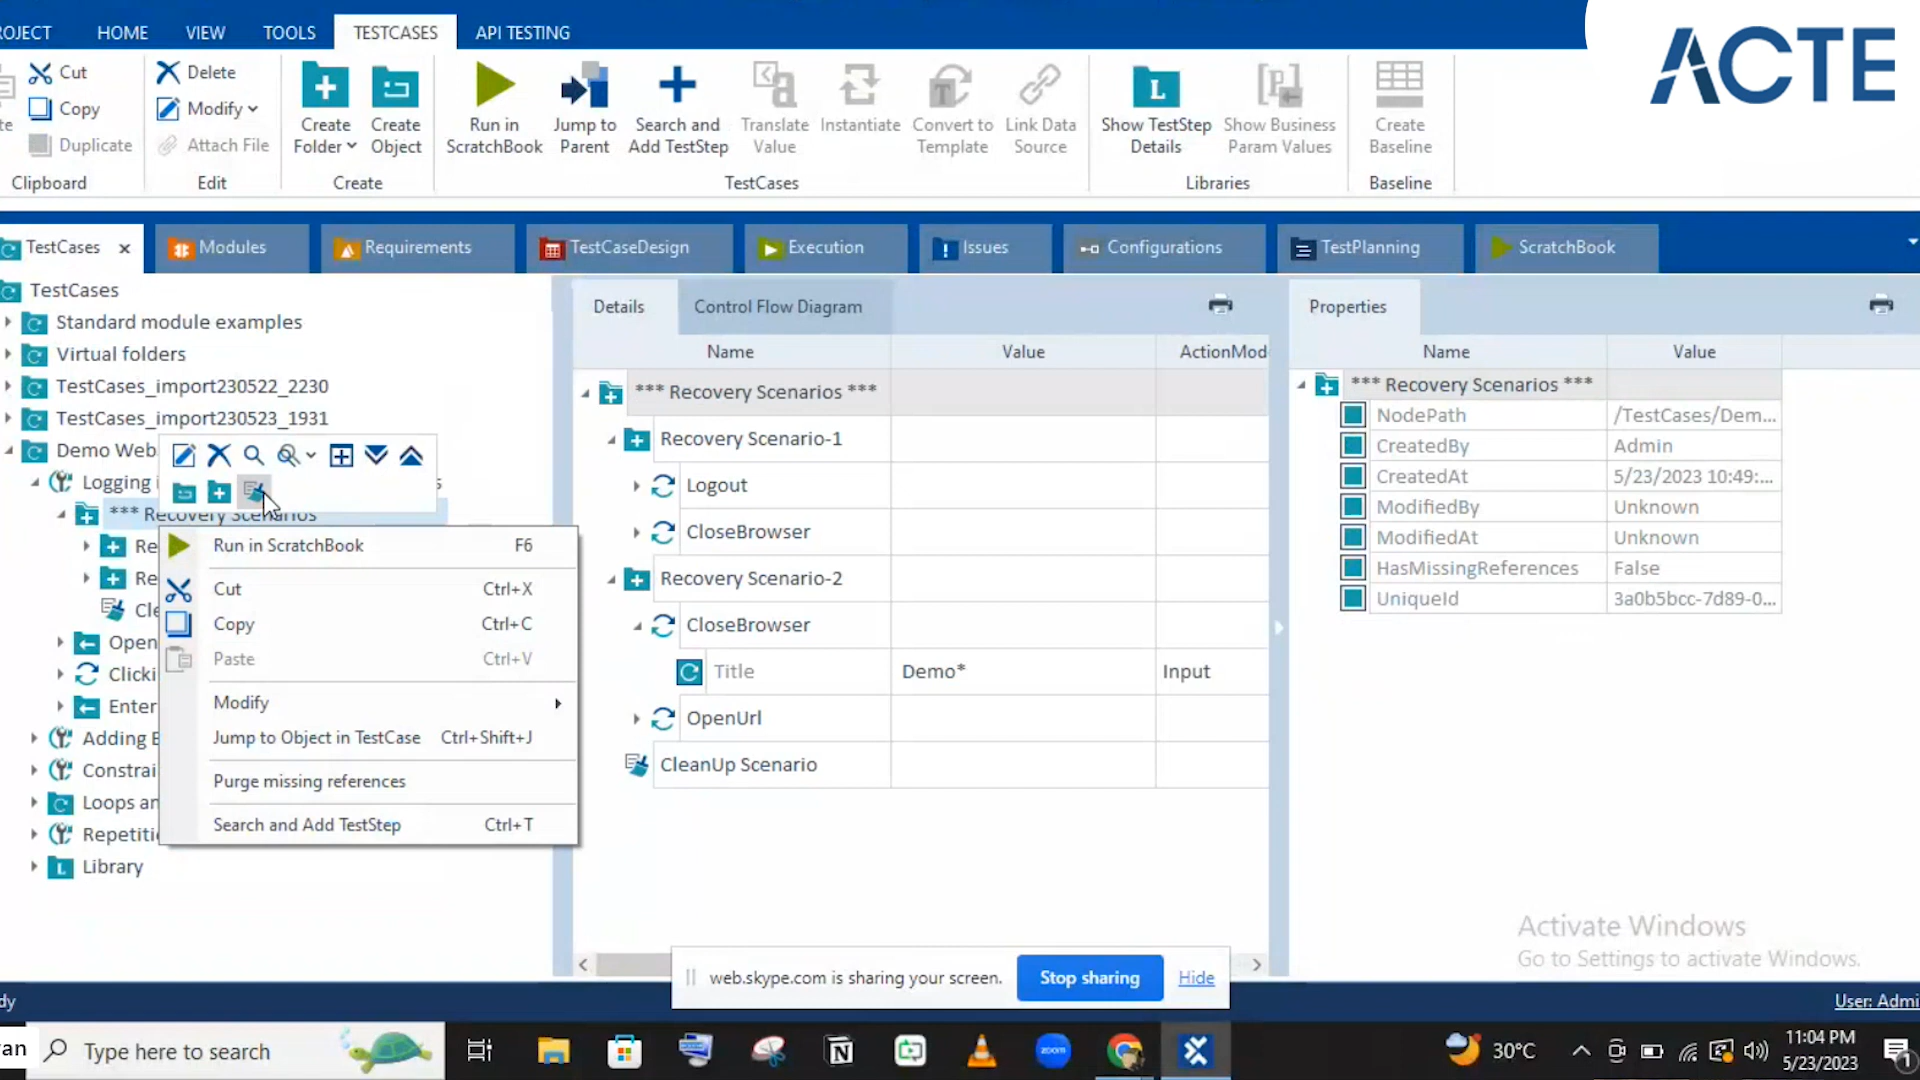 ROJECT HOME VIEW TOOLS TESTCASES API TESTING
ACTE
Cut
Copy
Duplicate
Clipboard
Delete
Modify
Attach File
Edit
Create Folder
Create Object
Create
Run in ScratchBook
Jump to Parent
Search and Add TestStep
Translate Value
Instantiate
Convert to Template
Link Data Source
TestCases
Show TestStep Details
Show Business Param Values
Libraries
Create Baseline
Baseline
TestCases Modules Requirements TestCaseDesign Execution Issues Configurations TestPlanning ScratchBook
TestCases
Standard module examples
Virtual folders
TestCases_import230522_2230
TestCases_import230523_1931
Demo Web
Logging i
s
*** Recovery Scenarios
Re
Re
Cle
Open
Clicki
Enter
Adding E
Constrai
Loops an
Repetiti
Library
Run in ScratchBook F6
Cut Ctrl+X
Copy Ctrl+C
Paste Ctrl+V
Modify
Jump to Object in TestCase Ctrl+Shift+J
Purge missing references
Search and Add TestStep Ctrl+T
Details Control Flow Diagram
Name Value ActionMod
*** Recovery Scenarios ***
Recovery Scenario-1
Logout
CloseBrowser
Recovery Scenario-2
CloseBrowser
Title Demo* Input
OpenUrl
CleanUp Scenario
Properties
Name Value
*** Recovery Scenarios ***
NodePath /TestCases/Dem...
CreatedBy Admin
CreatedAt 5/23/2023 10:49:...
ModifiedBy Unknown
ModifiedAt Unknown
HasMissingReferences False
UniqueId 3a0b5bcc-7d89-0...
Activate Windows
Go to Settings to activate Windows.
web.skype.com is sharing your screen. Stop sharing Hide
dy
User: Admi
van
Type here to search
zoom
30°C
11:04 PM
5/23/2023
1